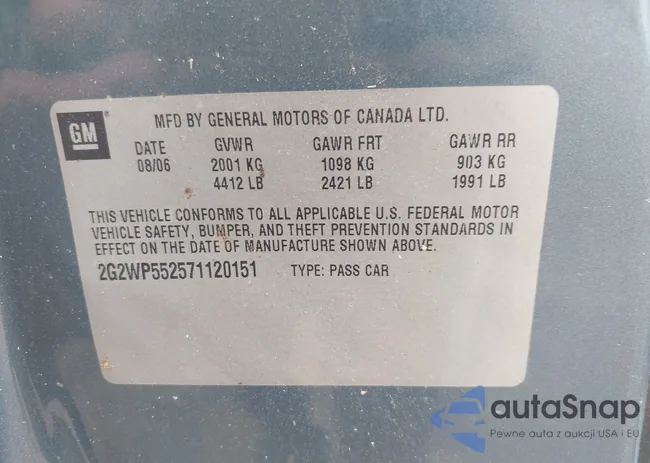 GM
MFD BY GENERAL MOTORS OF CANADA LTD.
DATE GVWR GAWR FRT GAWR RR
08/06 2001 KG 1098 KG 903 KG
4412 LB 2421 LB 1991 LB
THIS VEHICLE CONFORMS TO ALL APPLICABLE U.S. FEDERAL MOTOR
VEHICLE SAFETY, BUMPER, AND THEFT PREVENTION STANDARDS IN
EFFECT ON THE DATE OF MANUFACTURE SHOWN ABOVE.
2G2WP552571120151 TYPE: PASS CAR
autaSnap
Pewne auta z aukcji USA i EU